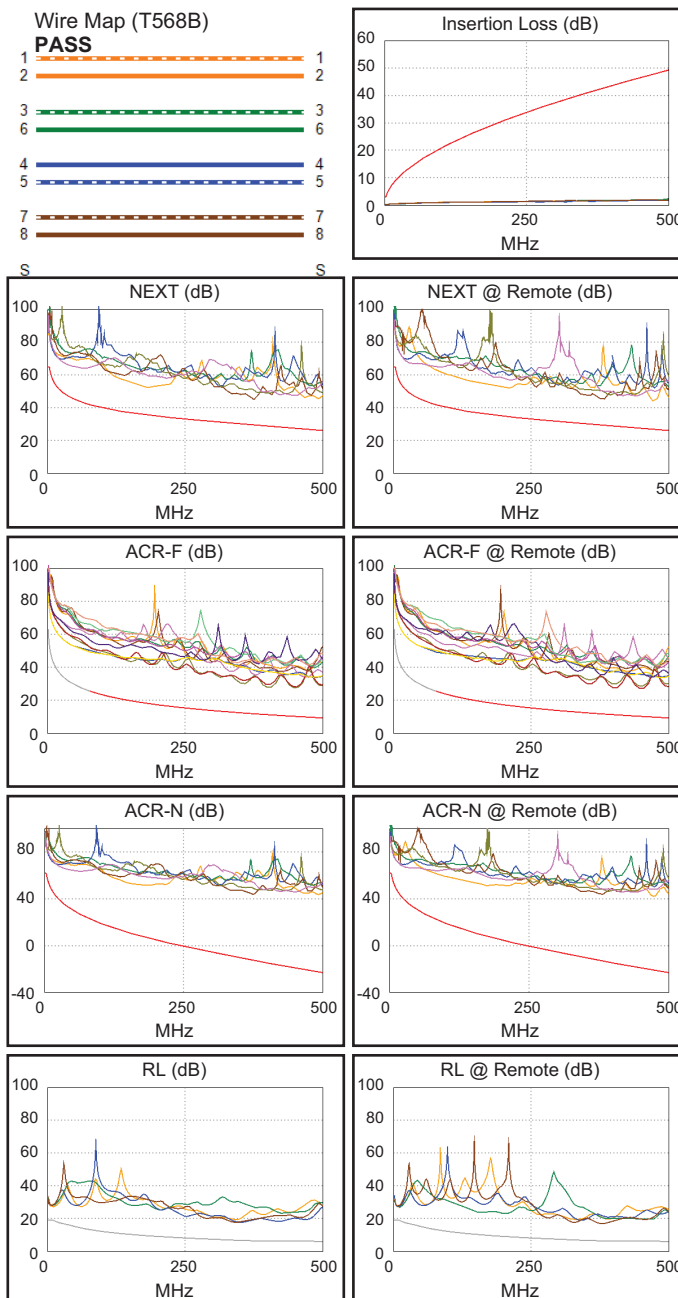 Wire Map (T568B)
PASS
1 1
2 2
3 3
6 6
4 4
5 5
7 7
8 8
S S
Insertion Loss (dB)
60
50
40
30
20
10
0
250 500
MHz
NEXT (dB)
100
80
60
40
20
0
0 250 500
MHz
NEXT @ Remote (dB)
100
80
60
40
20
0
0 250 500
MHz
ACR-F (dB)
100
80
60
40
20
0
0 250 500
MHz
ACR-F @ Remote (dB)
100
80
60
40
20
0
0 250 500
MHz
ACR-N (dB)
80
40
0
-40
0 250 500
MHz
ACR-N @ Remote (dB)
80
40
0
-40
0 250 500
MHz
RL (dB)
100
80
60
40
20
0
0 250 500
MHz
RL @ Remote (dB)
100
80
60
40
20
0
0 250 500
MHz